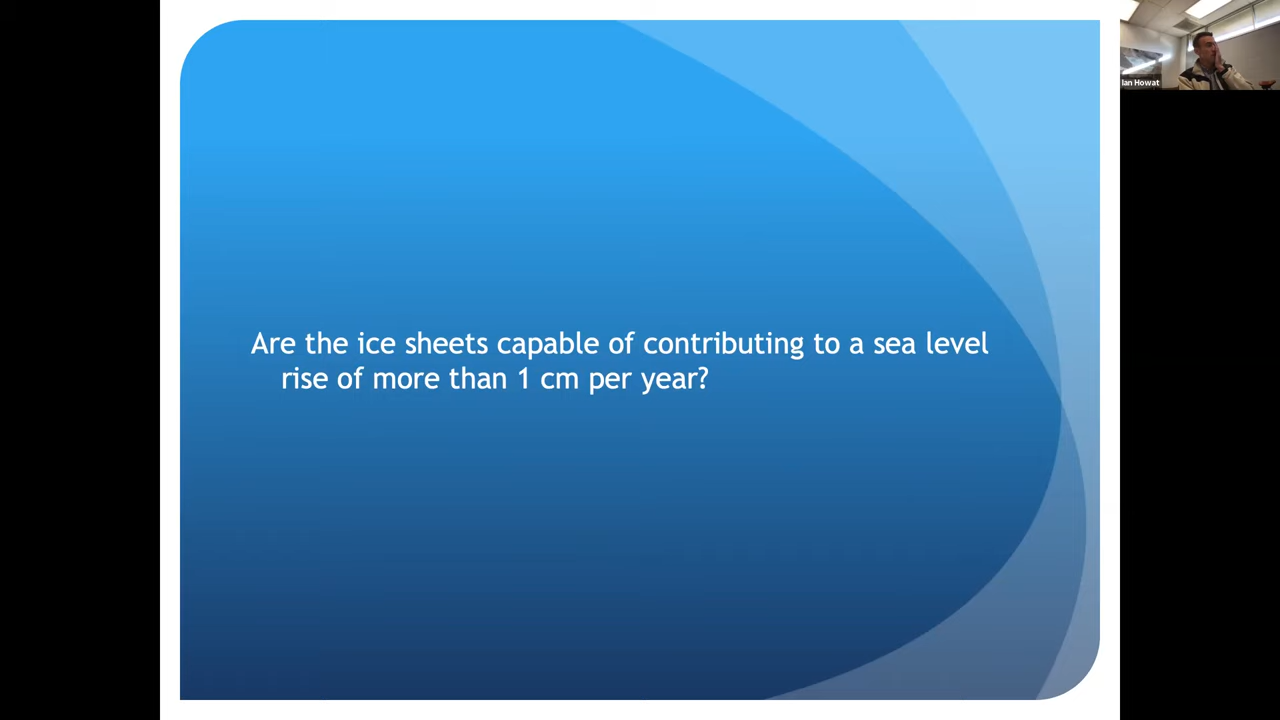 Are the ice sheets capable of contributing to a sea level
rise of more than 1 cm per year?
Ian Howat